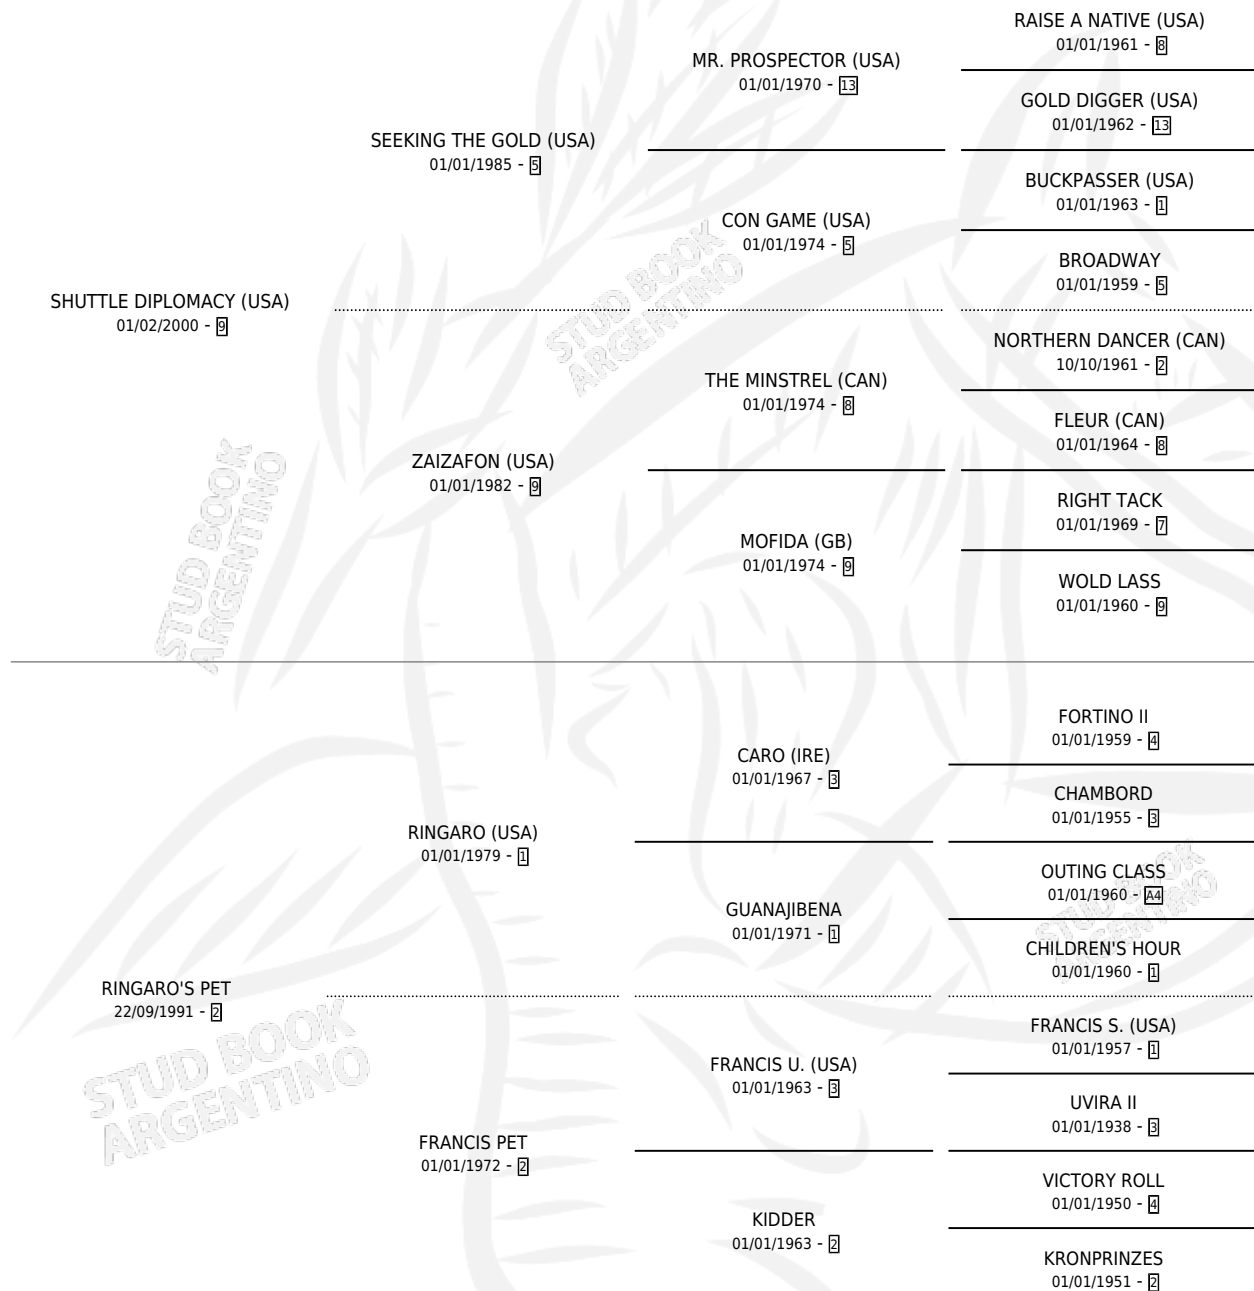 RAISE A NATIVE (USA)
01/01/1961 - 8
MR. PROSPECTOR (USA)
01/01/1970 - 13
GOLD DIGGER (USA)
01/01/1962 - 13
SEEKING THE GOLD (USA)
01/01/1985 - 5
BUCKPASSER (USA)
01/01/1963 - 1
CON GAME (USA)
01/01/1974 - 5
BROADWAY
01/01/1959 - 5
SHUTTLE DIPLOMACY (USA)
01/02/2000 - 9
NORTHERN DANCER (CAN)
10/10/1961 - 2
THE MINSTREL (CAN)
01/01/1974 - 8
FLEUR (CAN)
01/01/1964 - 8
ZAIZAFON (USA)
01/01/1982 - 9
RIGHT TACK
01/01/1969 - 7
MOFIDA (GB)
01/01/1974 - 9
WOLD LASS
01/01/1960 - 9
FORTINO II
01/01/1959 - 4
CARO (IRE)
01/01/1967 - 3
CHAMBORD
01/01/1955 - 3
RINGARO (USA)
01/01/1979 - 1
OUTING CLASS
01/01/1960 - A4
GUANAJIBENA
01/01/1971 - 1
CHILDREN'S HOUR
01/01/1960 - 1
RINGARO'S PET
22/09/1991 - 2
FRANCIS S. (USA)
01/01/1957 - 1
FRANCIS U. (USA)
01/01/1963 - 3
UVIRA II
01/01/1938 - 3
FRANCIS PET
01/01/1972 - 2
VICTORY ROLL
01/01/1950 - 4
KIDDER
01/01/1963 - 2
KRONPRINZES
01/01/1951 - 2
STUD BOOK
ARGENTINO
STUD BOOK
ARGENTINO
STUD BOOK
ARGENTINO
STUD BOOK
ARGENTINO